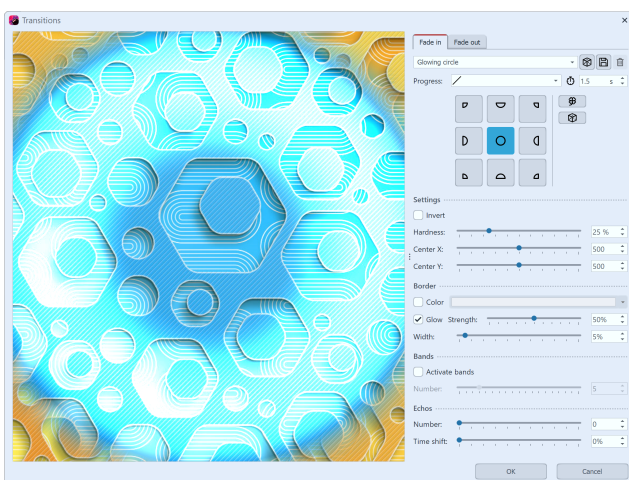 Transitions
Fade in Fade out
Glowing circle
Progress: 1.5 s
Settings
Invert
Hardness: 25 %
Center X: 500
Center Y: 500
Border
Color
Glow Strength: 50%
Width: 5%
Bands
Activate bands
Number: 5
Echos
Number: 0
Time shift: 0%
OK Cancel